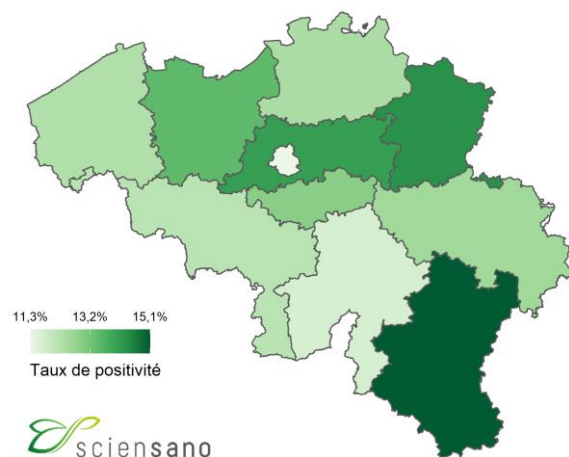 11,3% 13,2% 15,1%
Taux de positivité
sciensano